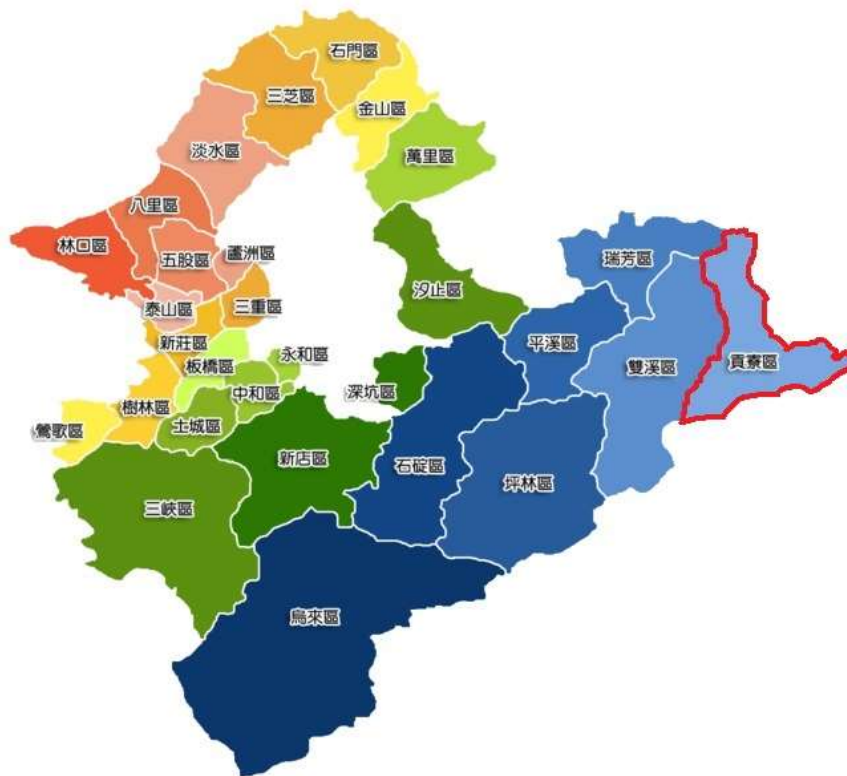 石門區
三芝區
金山區
淡水區
萬里區
八里區
林口區
五股區
蘆洲區
瑞芳區
汐止區
泰山區
三重區
新莊區
平溪區
永和區
板橋區
雙溪區
貢寮區
深坑區
中和區
樹林區
土城區
鶯歌區
新店區
石碇區
坪林區
三峽區
烏來區